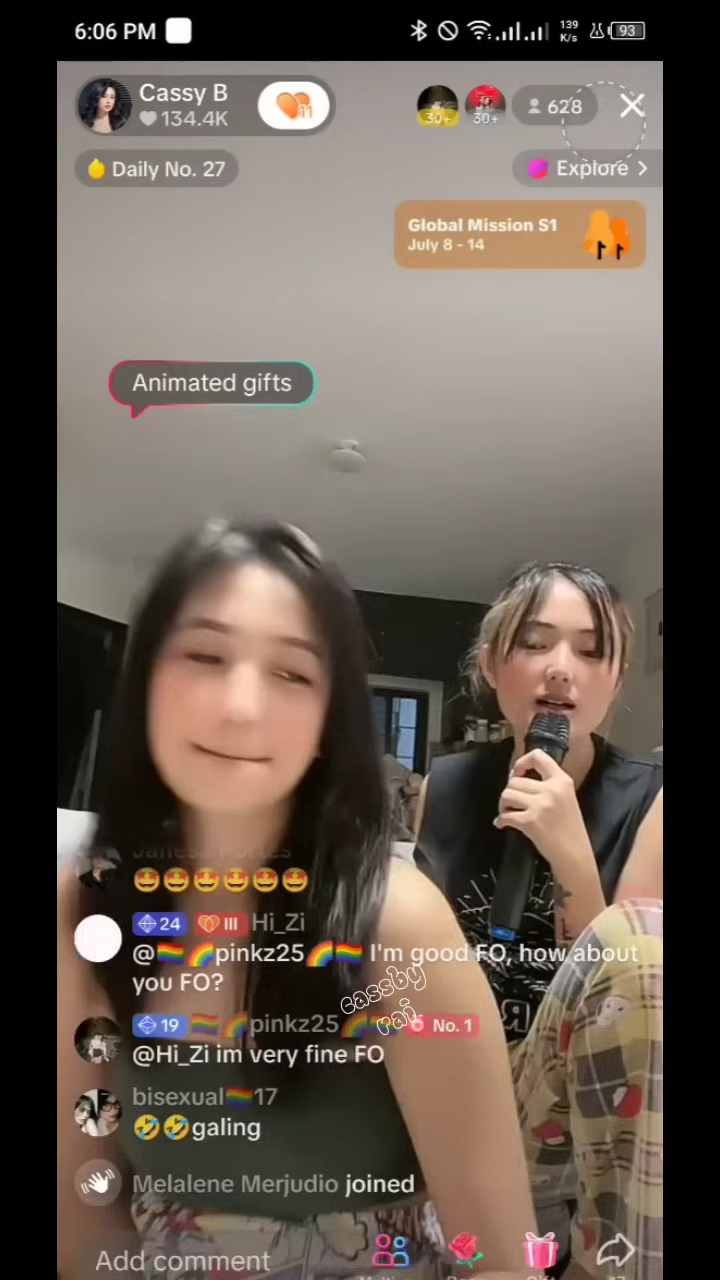 6:06 PM
139
K/s
93
Cassy B
134.4K
11
30+
30+
628
Daily No. 27
Explore >
Global Mission S1
July 8 - 14
Animated gifts
24 III Hi_Zi
@🏳️‍🌈🌈pinkz25🌈🏳️‍🌈 I'm good FO, how about
you FO?
cassby
rai
19 🏳️‍🌈🌈pinkz25🌈🏳️‍🌈 No. 1
@Hi_Zi im very fine FO
bisexual🏳️‍🌈17
🤣🤣galing
Melalene Merjudio joined
Add comment